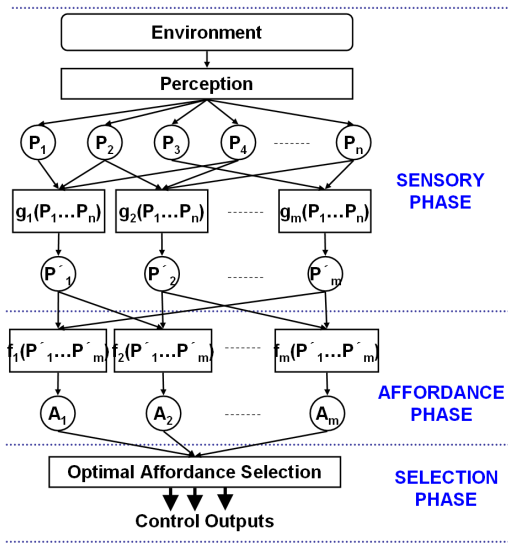 Environment
Perception
P1 P2 P3 P4 -------- Pn
SENSORY
PHASE
g1(P1...Pn) g2(P1...Pn) -------- gm(P1...Pn)
P´1 P´2 -------- P´m
f1(P´1...P´m) f2(P´1...P´m) -------- fm(P´1...P´m)
AFFORDANCE
PHASE
A1 A2 -------- Am
Optimal Affordance Selection
SELECTION
PHASE
Control Outputs